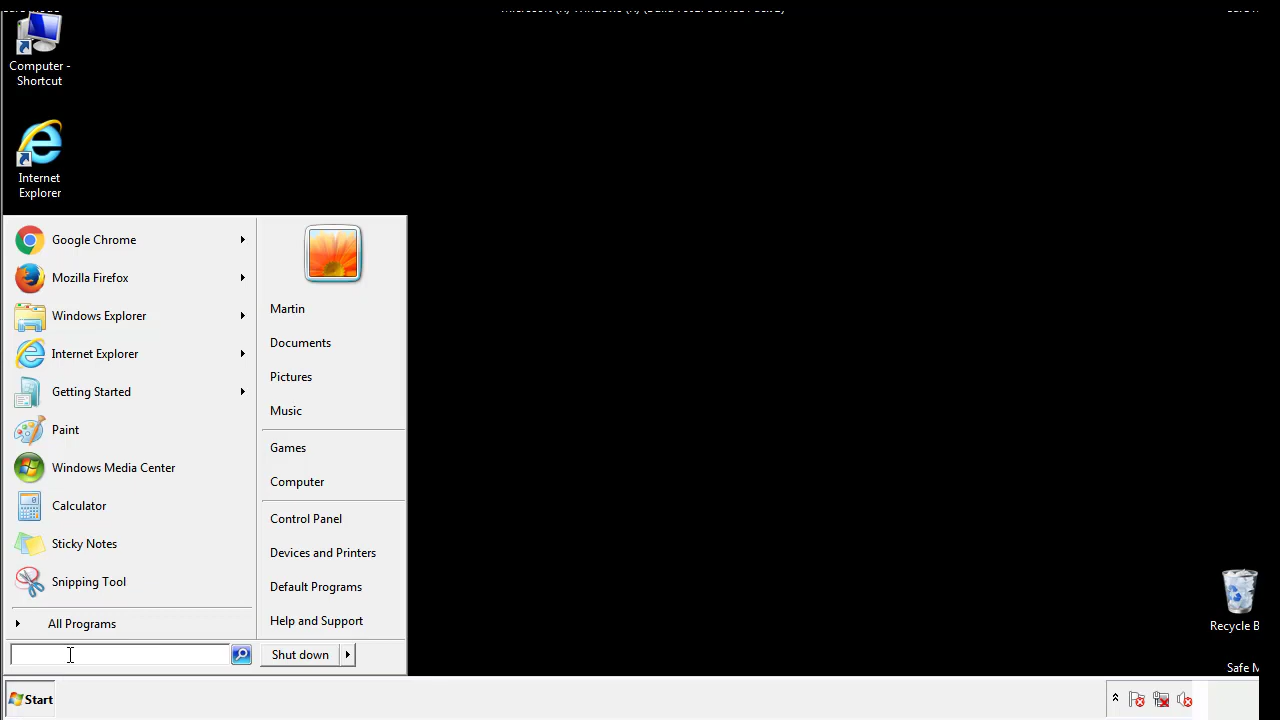 Computer -
Shortcut
Internet
Explorer
Google Chrome
Mozilla Firefox
Windows Explorer
Internet Explorer
Getting Started
Paint
Windows Media Center
Calculator
Sticky Notes
Snipping Tool
All Programs
Martin
Documents
Pictures
Music
Games
Computer
Control Panel
Devices and Printers
Default Programs
Help and Support
Shut down
Recycle B
Safe M
Start